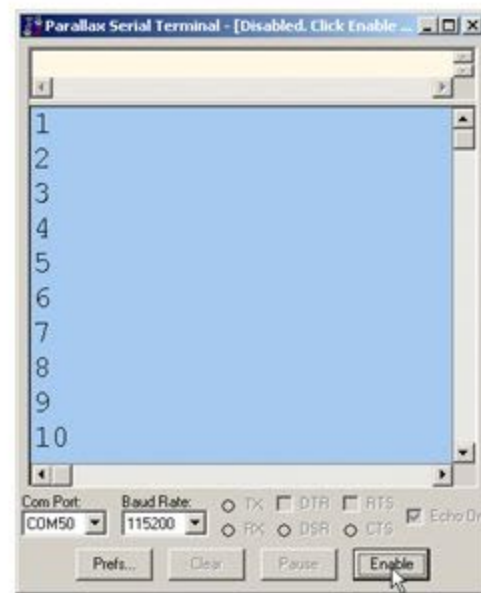 Parallax Serial Terminal - [Disabled. Click Enable ...
1
2
3
4
5
6
7
8
9
10
Com Port: Baud Rate: TX DTR RTS
COM50 115200 RX DSR CTS Echo On
Prefs... Clear Pause Enable